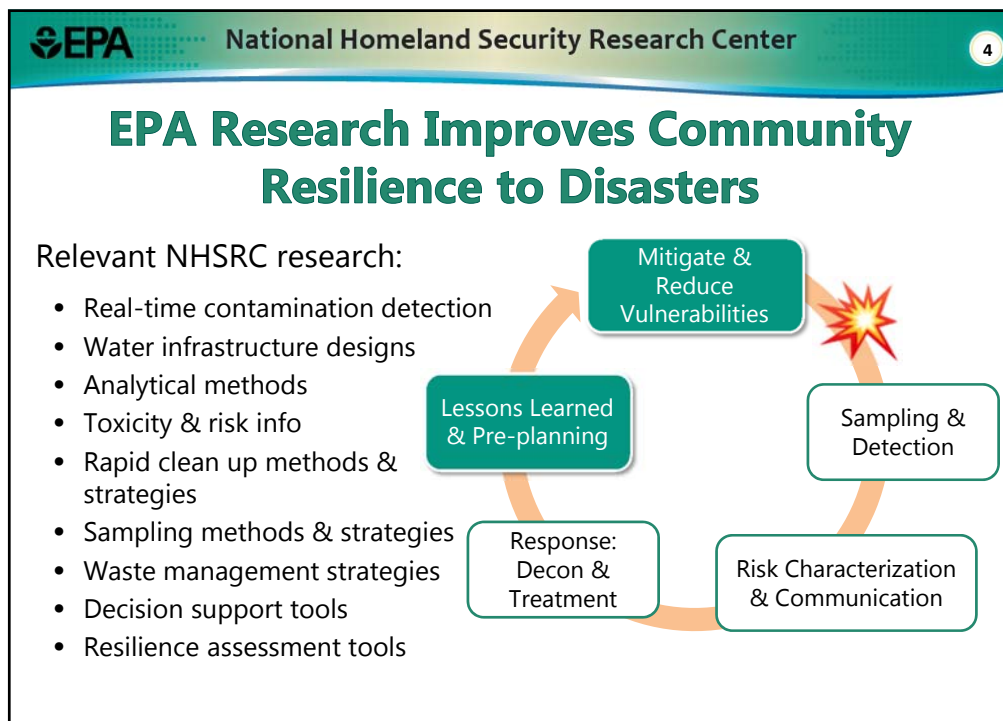 EPA
National Homeland Security Research Center
4
EPA Research Improves Community
Resilience to Disasters
Relevant NHSRC research:
• Real-time contamination detection
• Water infrastructure designs
• Analytical methods
• Toxicity & risk info
• Rapid clean up methods &
strategies
• Sampling methods & strategies
• Waste management strategies
• Decision support tools
• Resilience assessment tools
Mitigate &
Reduce
Vulnerabilities
Sampling &
Detection
Risk Characterization
& Communication
Response:
Decon &
Treatment
Lessons Learned
& Pre-planning